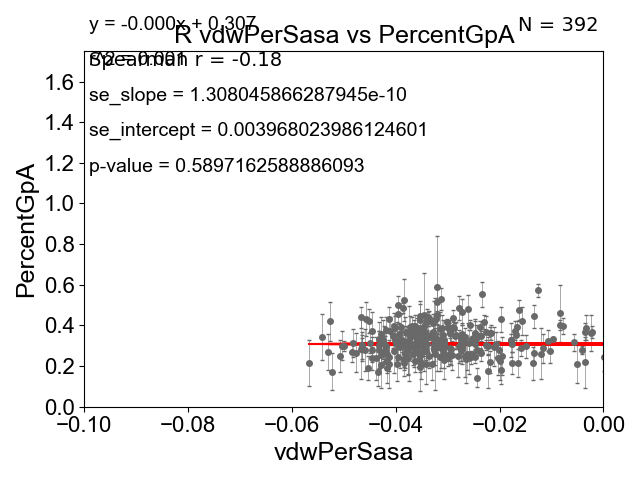 y = -0.000x + 0.307
N = 392
R vdwPerSasa vs PercentGpA
Spearman r = -0.18
se_slope = 1.308045866287945e-10
se_intercept = 0.003968023986124601
p-value = 0.5897162588886093
PercentGpA
1.6
1.4
1.2
1.0
0.8
0.6
0.4
0.2
0.0
−0.10
−0.08
−0.06
−0.04
−0.02
0.00
vdwPerSasa